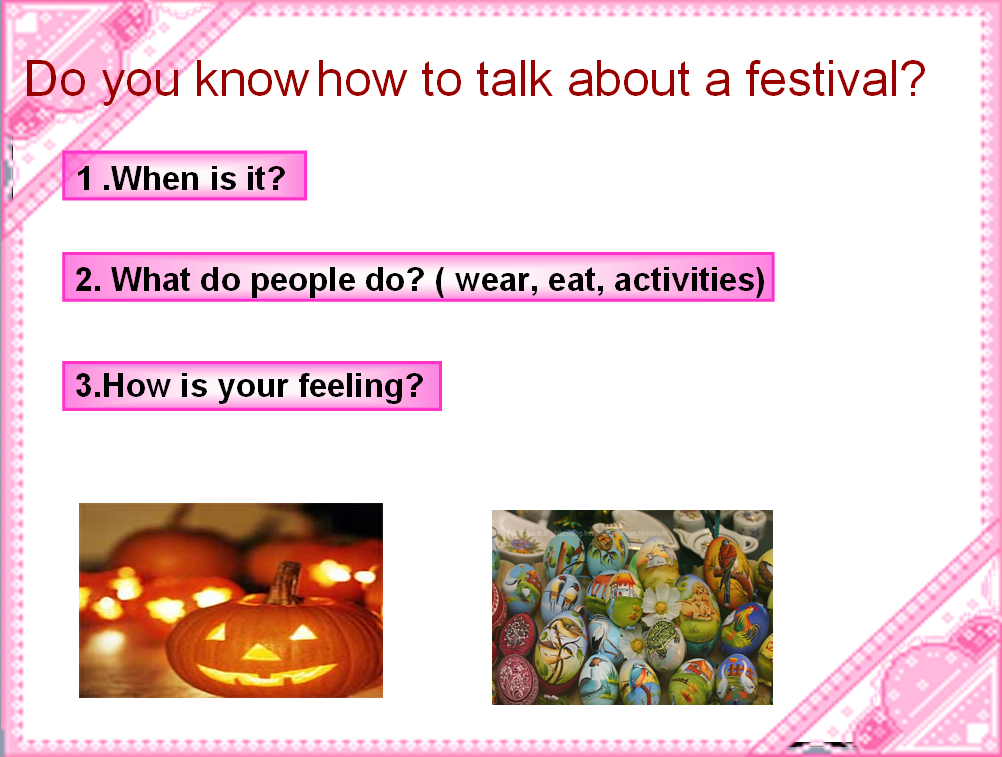 Do you know how to talk about a festival?
1 .When is it?
2. What do people do? ( wear, eat, activities)
3.How is your feeling?